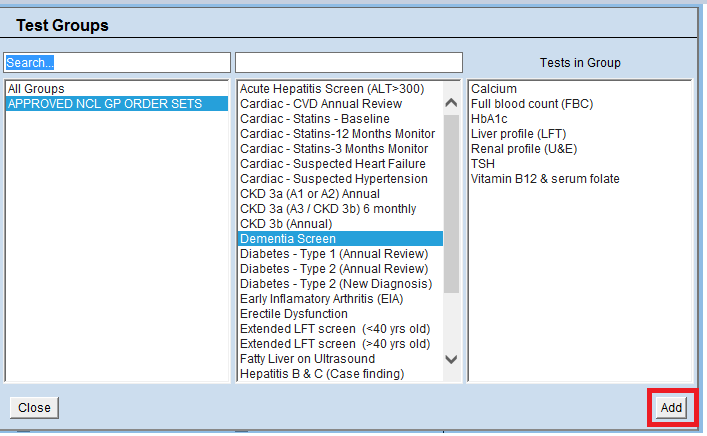 Test Groups
Search...
Tests in Group
All Groups
APPROVED NCL GP ORDER SETS
Acute Hepatitis Screen (ALT>300)
Cardiac - CVD Annual Review
Cardiac - Statins - Baseline
Cardiac - Statins-12 Months Monitor
Cardiac - Statins-3 Months Monitor
Cardiac - Suspected Heart Failure
Cardiac - Suspected Hypertension
CKD 3a (A1 or A2) Annual
CKD 3a (A3 / CKD 3b) 6 monthly
CKD 3b (Annual)
Dementia Screen
Diabetes - Type 1 (Annual Review)
Diabetes - Type 2 (Annual Review)
Diabetes - Type 2 (New Diagnosis)
Early Inflamatory Arthritis (EIA)
Erectile Dysfunction
Extended LFT screen (<40 yrs old)
Extended LFT screen (>40 yrs old)
Fatty Liver on Ultrasound
Hepatitis B & C (Case finding)
Calcium
Full blood count (FBC)
HbA1c
Liver profile (LFT)
Renal profile (U&E)
TSH
Vitamin B12 & serum folate
Close
Add